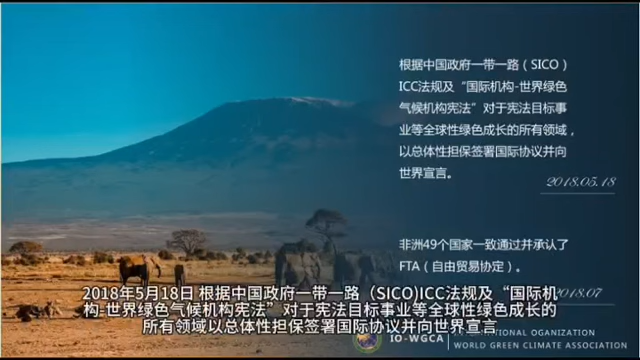 根据中国政府一带一路（SICO）
ICC法规及“国际机构-世界绿色
气候机构宪法”对于宪法目标事
业等全球性绿色成长的所有领域，
以总体性担保签署国际协议并向
世界宣言。
2018.05.18
非洲49个国家一致通过并承认了
FTA（自由贸易协定）。
2018.07
2018年5月18日 根据中国政府一带一路（SICO)ICC法规及“国际机
构-世界绿色气候机构宪法”对于宪法目标事业等全球性绿色成长的
所有领域以总体性担保签署国际协议并向世界宣言
IO-WGCA
NATIONAL OGANIZATION
WORLD GREEN CLIMATE ASSOCIATION